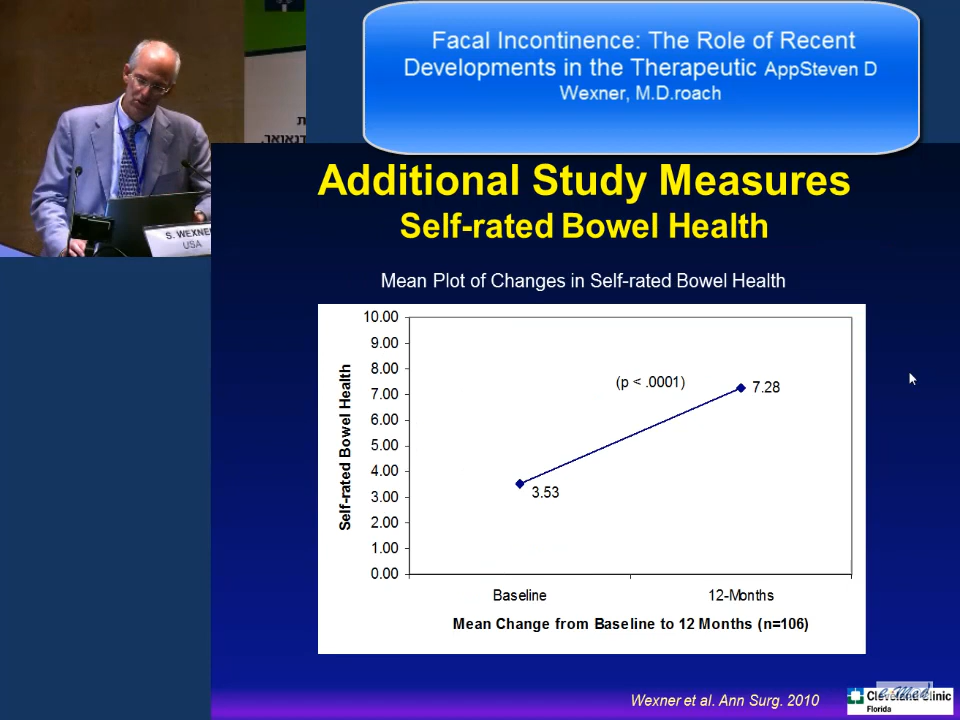 Facal Incontinence: The Role of Recent
Developments in the Therapeutic AppSteven D
Wexner, M.D.roach
S. WEXNER
USA
Additional Study Measures
Self-rated Bowel Health
Mean Plot of Changes in Self-rated Bowel Health
10.00
9.00
8.00
7.00
6.00
5.00
4.00
3.00
2.00
1.00
0.00
Self-rated Bowel Health
(p < .0001)
7.28
3.53
Baseline
12-Months
Mean Change from Baseline to 12 Months (n=106)
Wexner et al. Ann Surg. 2010
Cleveland Clinic
Florida
e-Med